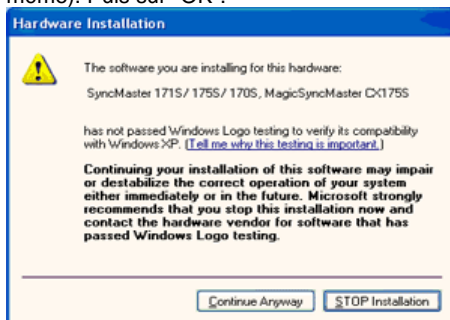 Hardware Installation
The software you are installing for this hardware:
SyncMaster 171S/ 175S/ 170S, MagicSyncMaster CX175S
has not passed Windows Logo testing to verify its compatibility
with Windows XP. (Tell me why this testing is important.)
Continuing your installation of this software may impair
or destabilize the correct operation of your system
either immediately or in the future. Microsoft strongly
recommends that you stop this installation now and
contact the hardware vendor for software that has
passed Windows Logo testing.
Continue Anyway
STOP Installation